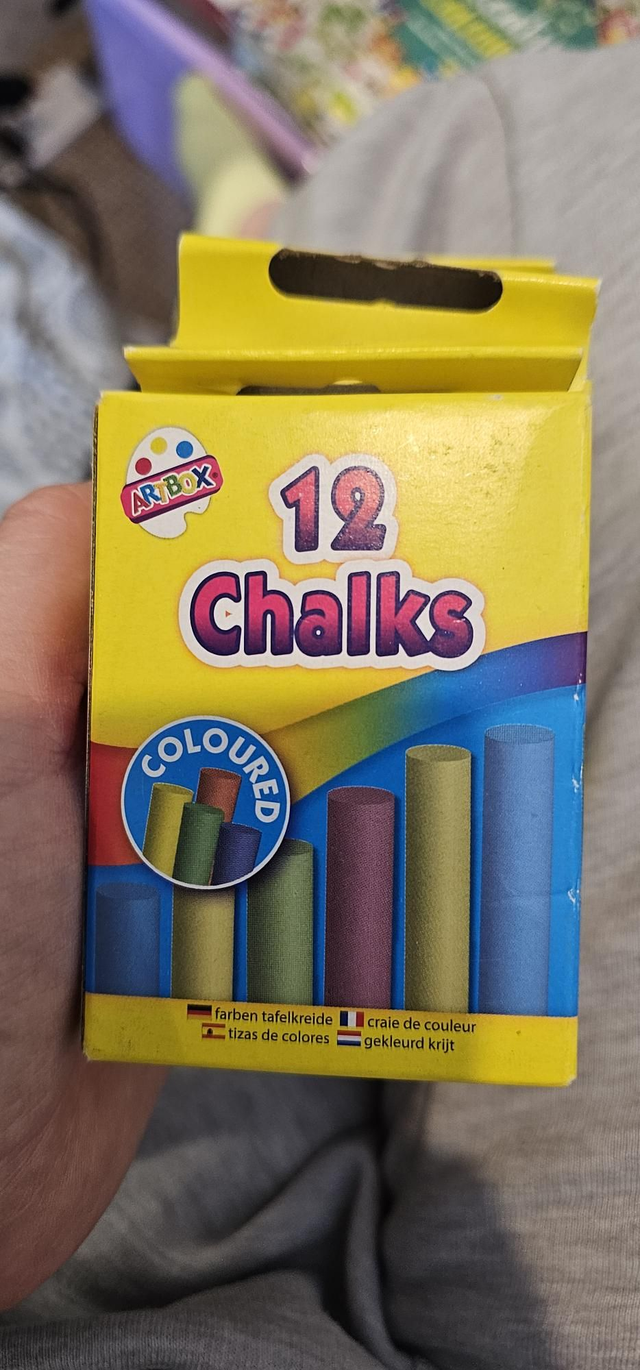 ARTBOX
12
Chalks
COLOURED
farben tafelkreide craie de couleur
tizas de colores gekleurd krijt